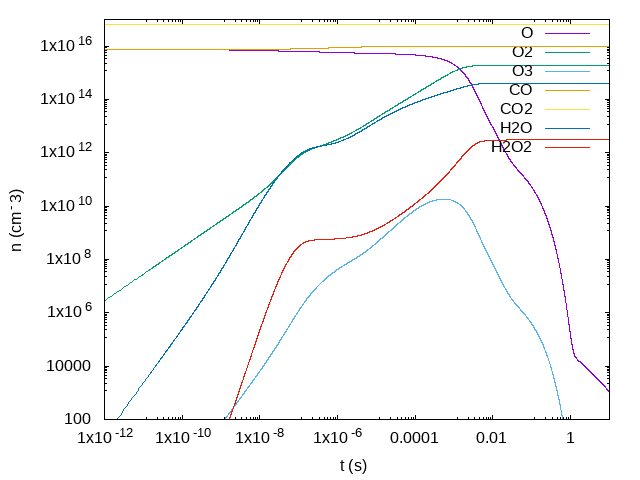 n (cm-3)
1x10 16
1x10 14
1x10 12
1x10 10
1x10 8
1x10 6
10000
100
1x10-12
1x10-10
1x10-8
1x10-6
0.0001
0.01
1
t (s)
O
O2
O3
CO
CO2
H2O
H2O2